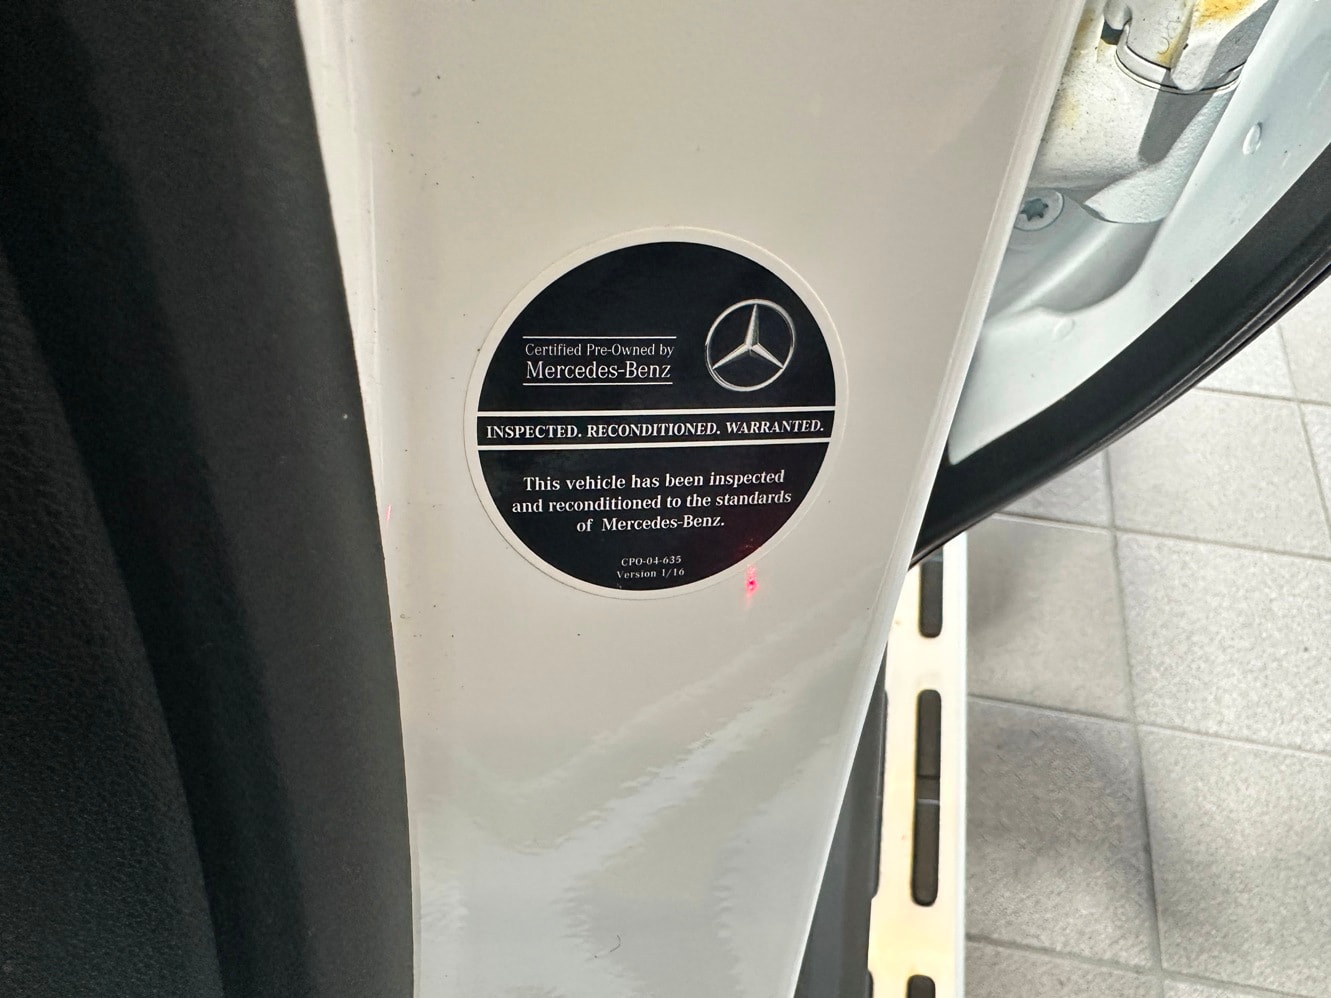 Certified Pre-Owned by
Mercedes-Benz
INSPECTED. RECONDITIONED. WARRANTED.
This vehicle has been inspected
and reconditioned to the standards
of Mercedes-Benz.
CPO-04-635
Version 1/16